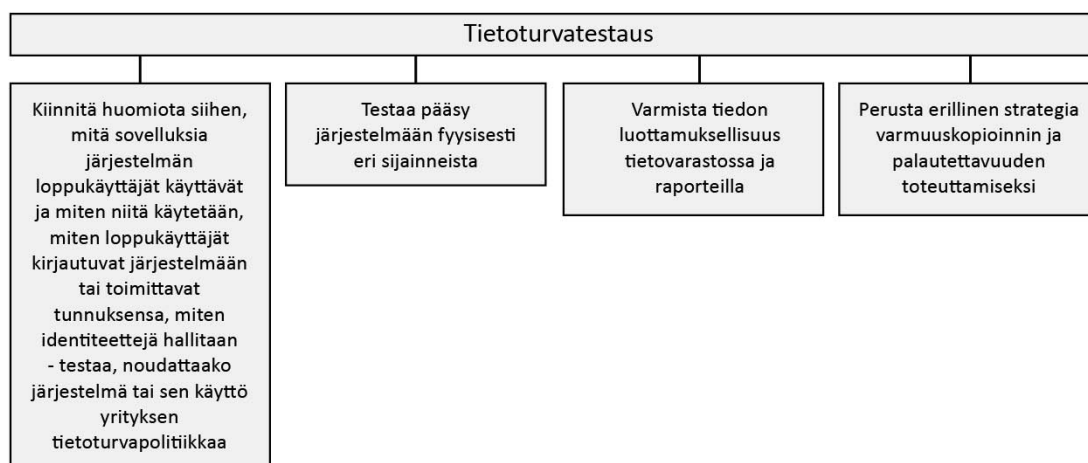 Tietoturvatestaus
Kiinnitä huomiota siihen,
mitä sovelluksia
järjestelmän
loppukäyttäjät käyttävät
ja miten niitä käytetään,
miten loppukäyttäjät
kirjautuvat järjestelmään
tai toimittavat
tunnuksensa, miten
identiteettejä hallitaan
- testaa, noudattaako
järjestelmä tai sen käyttö
yrityksen
tietoturvapolitiikkaa
Testaa pääsy
järjestelmään fyysisesti
eri sijainneista
Varmista tiedon
luottamuksellisuus
tietovarastossa ja
raporteilla
Perusta erillinen strategia
varmuuskopioinnin ja
palautettavuuden
toteuttamiseksi